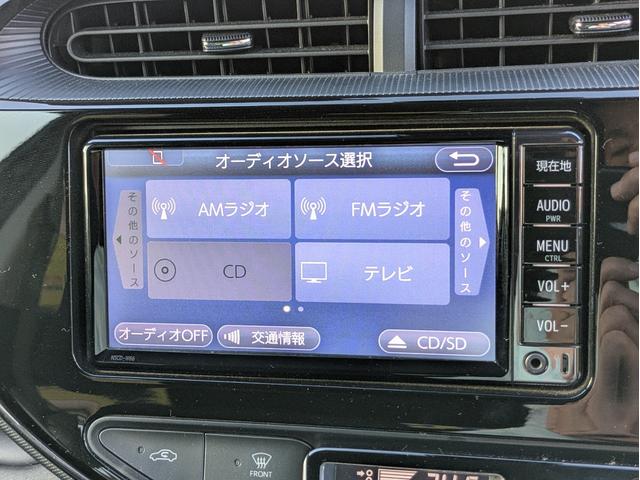 オーディオソース選択
その他のソース
AMラジオ
FMラジオ
その他のソース
CD
テレビ
オーディオOFF
交通情報
CD/SD
現在地
AUDIO
PWR
MENU
CTRL
VOL+
VOL-
NSCD-W66
FRONT